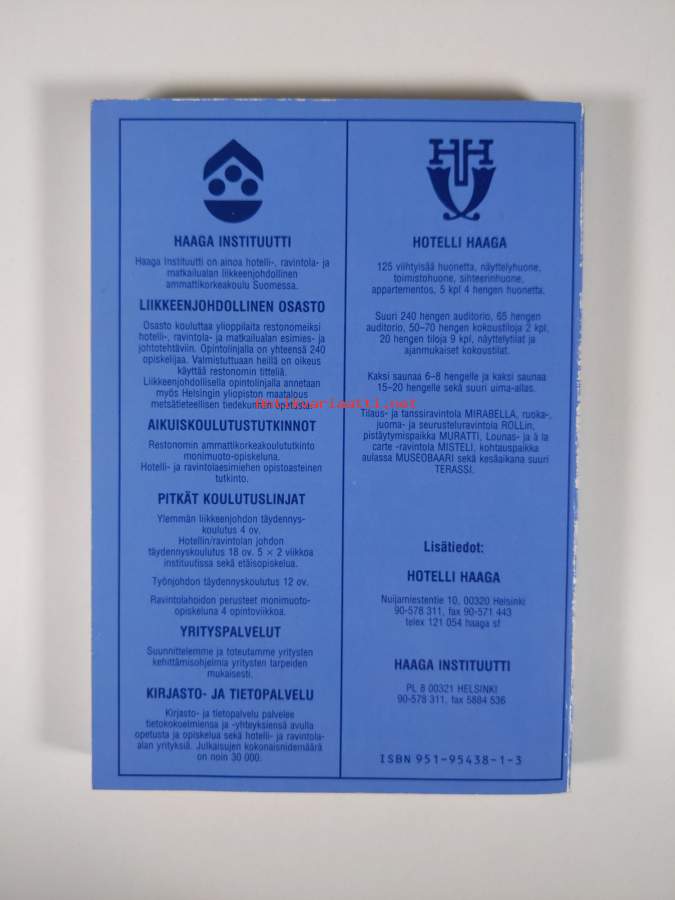 HAAGA INSTITUUTTI
Haaga Instituutti on ainoa hotelli-, ravintola- ja
matkailualan liikkeenjohdollinen
ammattikorkeakoulu Suomessa.
LIIKKEENJOHDOLLINEN OSASTO
Osasto kouluttaa ylioppilaita restonomeiksi
hotelli-, ravintola- ja matkailualan esimies- ja
johtotehtäviin. Opintolinjalla on yhteensä 240
opiskelijaa. Valmistuttuaan heillä on oikeus
käyttää restonomin titteliä.
Liikkeenjohdollisella opintolinjalla annetaan
myös Helsingin yliopiston maatalous
metsätieteellisen tiedekunnan opetusta
AIKUISKOULUTUSTUTKINNOT
Restonomin ammattikorkeakoulututkinto
monimuoto-opiskeluna.
Hotelli- ja ravintolaesimiehen opistoasteinen
tutkinto.
PITKÄT KOULUTUSLINJAT
Ylemmän liikkeenjohdon täydennys-
koulutus 4 ov.
Hotellin/ravintolan johdon
täydennyskoulutus 18 ov. 5 × 2 viikkoa
instituutissa sekä etäisopiskelua.
Työnjohdon täydennyskoulutus 12 ov.
Ravintolahoidon perusteet monimuoto-
opiskeluna 4 opintoviikkoa.
YRITYSPALVELUT
Suunnittelemme ja toteutamme yritysten
kehittämisohjelmia yritysten tarpeiden
mukaisesti.
KIRJASTO- JA TIETOPALVELU
Kirjasto- ja tietopalvelu palvelee
tietokokoelmiensa ja -yhteyksiensä avulla
opetusta ja opiskelua sekä hotelli- ja ravintola-
alan yrityksiä. Julkaisujen kokonaisnidemäärä
on noin 30 000.
HH
HOTELLI HAAGA
125 viihtyisää huonetta, näyttelyhuone,
toimistohuone, sihteerinhuone,
appartementos, 5 kpl 4 hengen huonetta.
Suuri 240 hengen auditorio, 65 hengen
auditorio, 50–70 hengen kokoustiloja 2 kpl,
20 hengen tiloja 9 kpl, näyttelytilat ja
ajanmukaiset kokoustilat.
Kaksi saunaa 6–8 hengelle ja kaksi saunaa
15–20 hengelle sekä suuri uima-allas.
Tilaus- ja tanssiravintola MIRABELLA, ruoka-,
juoma- ja seurusteluravintola ROLLin,
pistäytymispaikka MURATTI, Lounas- ja à la
carte -ravintola MISTELI, kohtauspaikka
aulassa MUSEOBAARI sekä kesäaikana suuri
TERASSI.
Lisätiedot:
HOTELLI HAAGA
Nuijamiestentie 10, 00320 Helsinki
90-578 311, fax 90-571 443
telex 121 054 haaga sf
HAAGA INSTITUUTTI
PL 8 00321 HELSINKI
90-578 311, fax 5884 536
ISBN 951-95438-1-3
Antikvariaatti.net